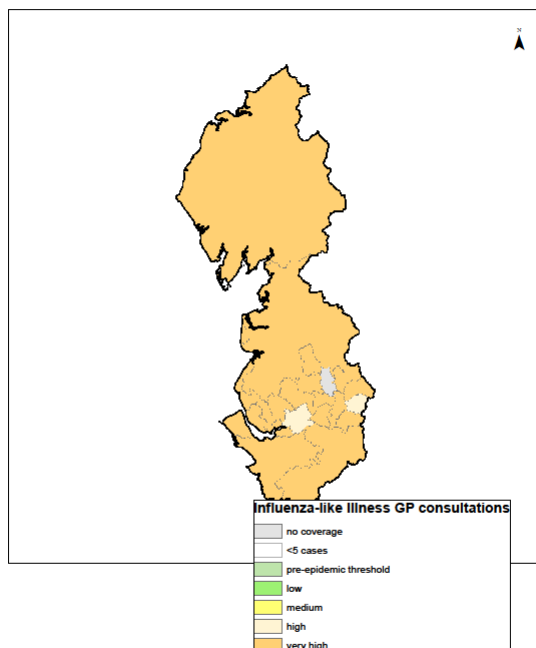 N
Influenza-like Illness GP consultations
no coverage
<5 cases
pre-epidemic threshold
low
medium
high
very high